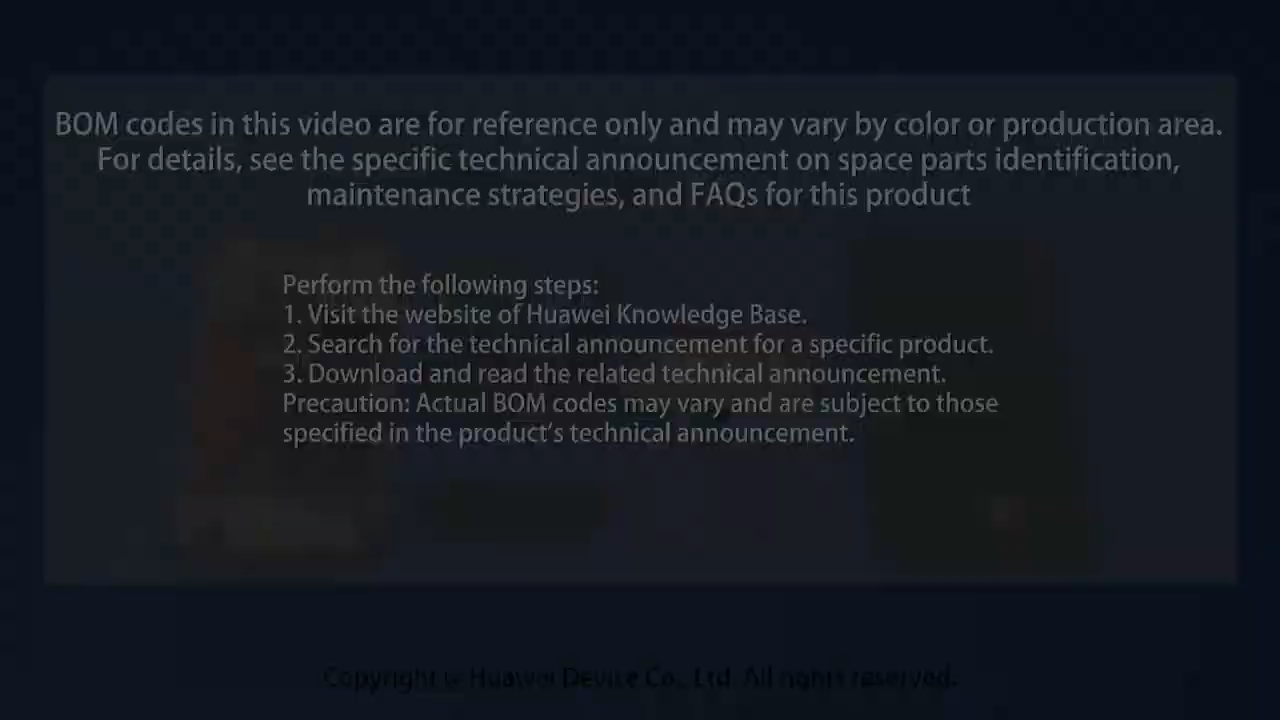 BOM codes in this video are for reference only and may vary by color or production area.
For details, see the specific technical announcement on space parts identification,
maintenance strategies, and FAQs for this product
Perform the following steps:
1. Visit the website of Huawei Knowledge Base.
2. Search for the technical announcement for a specific product.
3. Download and read the related technical announcement.
Precaution: Actual BOM codes may vary and are subject to those
specified in the product's technical announcement.
Copyright © Huawei Device Co., Ltd. All rights reserved.